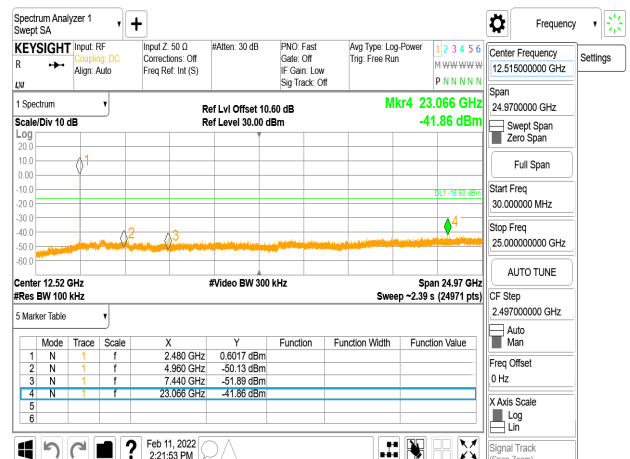 Spectrum Analyzer 1
Swept SA
Frequency
KEYSIGHT
R
LXI
Input: RF
Coupling: DC
Align: Auto
Input Z: 50 Ω
Corrections: Off
Freq Ref: Int (S)
#Atten: 30 dB
PNO: Fast
Gate: Off
IF Gain: Low
Sig Track: Off
Avg Type: Log-Power
Trig: Free Run
1 2 3 4 5 6
M W W W W W
P N N N N N
Center Frequency
12.515000000 GHz
Settings
1 Spectrum
Scale/Div 10 dB
Ref Lvl Offset 10.60 dB
Ref Level 30.00 dBm
Mkr4 23.066 GHz
-41.86 dBm
Span
24.9700000 GHz
Swept Span
Zero Span
Full Span
Start Freq
30.000000 MHz
Stop Freq
25.000000000 GHz
AUTO TUNE
CF Step
2.497000000 GHz
Auto
Man
Freq Offset
0 Hz
X Axis Scale
Log
Lin
Signal Track
(Span Zoom)
Log
20.0
10.0
0.00
-10.0
-20.0
-30.0
-40.0
-50.0
-60.0
1
2
3
4
DL1 -16.60 dBm
Center 12.52 GHz
#Res BW 100 kHz
#Video BW 300 kHz
Span 24.97 GHz
Sweep ~2.39 s (24971 pts)
5 Marker Table
Mode Trace Scale X Y Function Function Width Function Value
1 N 1 f 2.480 GHz 0.6017 dBm
2 N 1 f 4.960 GHz -50.13 dBm
3 N 1 f 7.440 GHz -51.89 dBm
4 N 1 f 23.066 GHz -41.86 dBm
5
6
?
Feb 11, 2022
2:21:53 PM